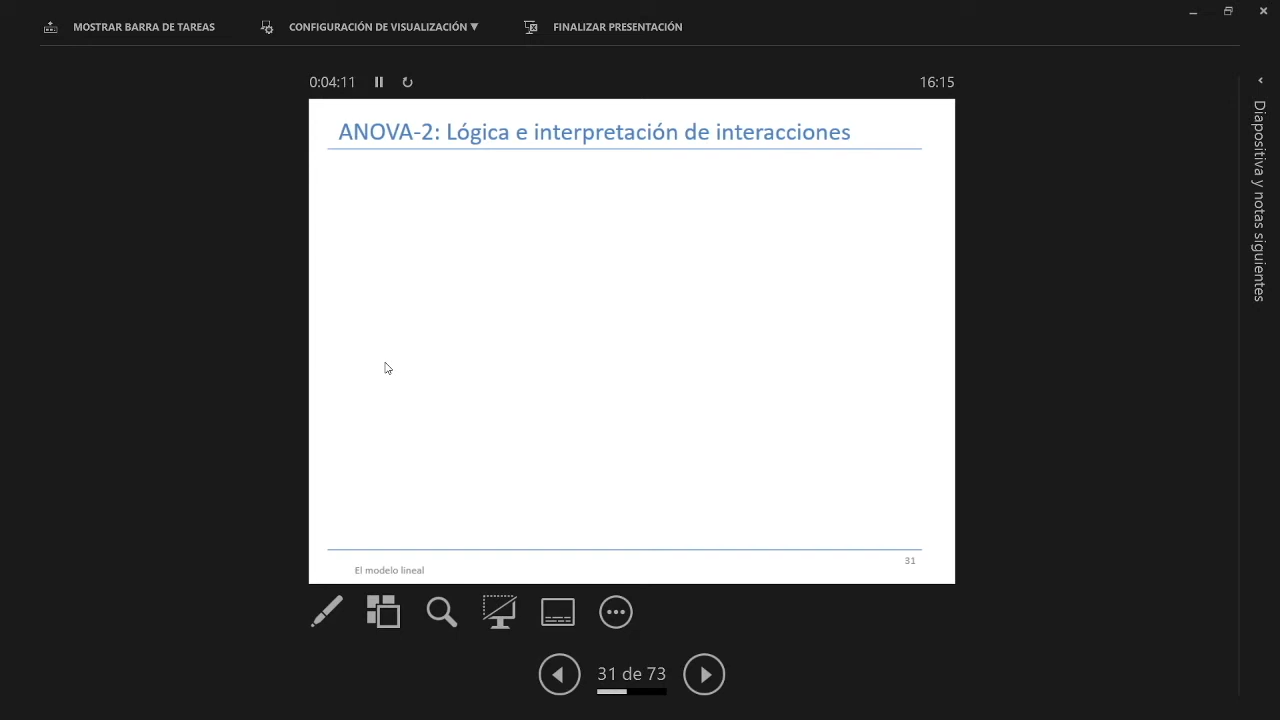 MOSTRAR BARRA DE TAREAS
CONFIGURACIÓN DE VISUALIZACIÓN ▼
FINALIZAR PRESENTACIÓN
0:04:11
16:15
ANOVA-2: Lógica e interpretación de interacciones
31
El modelo lineal
31 de 73
Diapositiva y notas siguientes